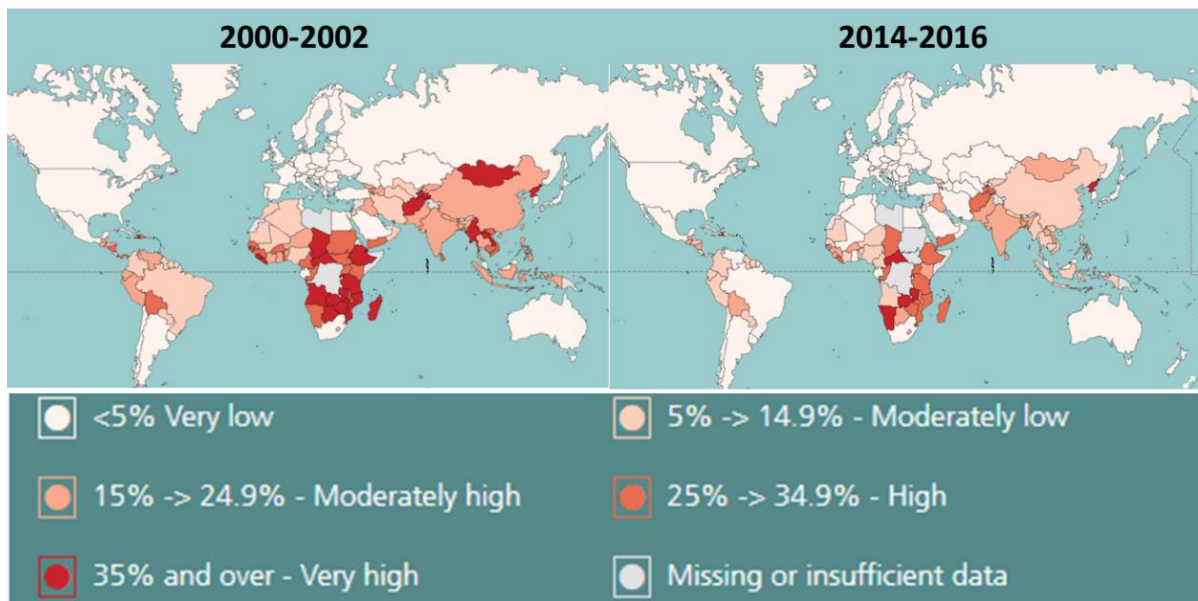 2000-2002
2014-2016
<5% Very low
5% -> 14.9% - Moderately low
15% -> 24.9% - Moderately high
25% -> 34.9% - High
35% and over - Very high
Missing or insufficient data